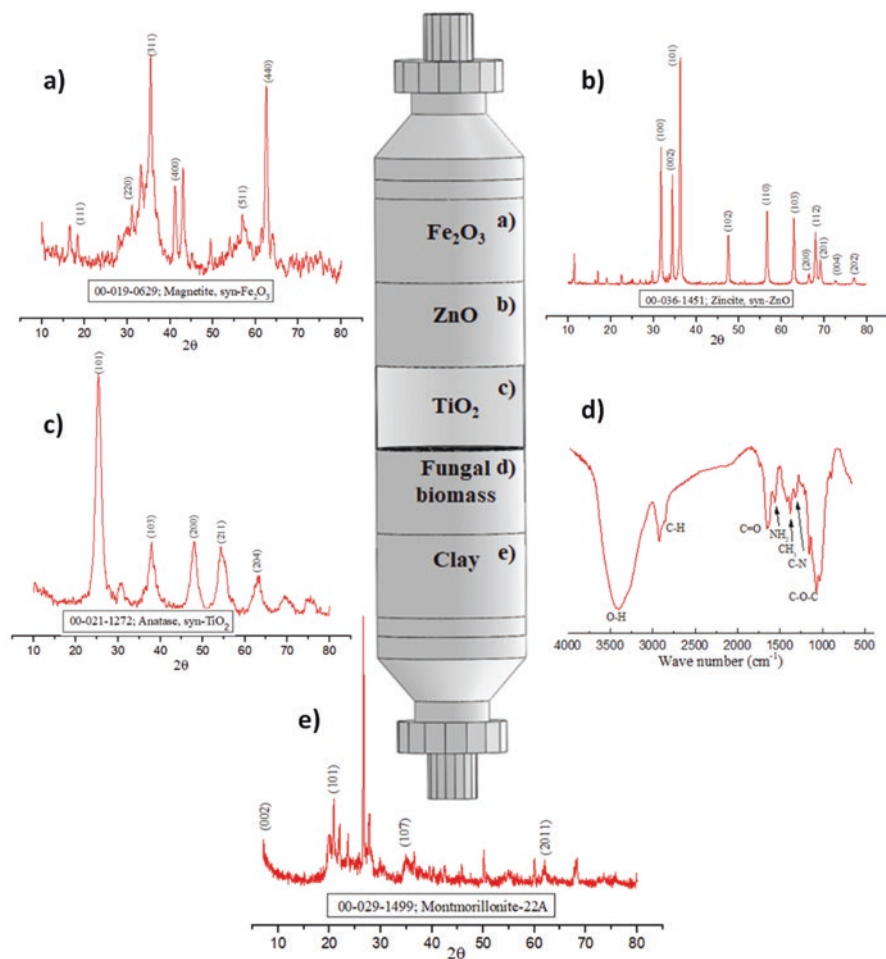 a)
(111)
(220)
(311)
(400)
(511)
(440)
00-019-0629; Magnetite, syn-Fe₂O₃
10 20 30 40 50 60 70 80
2θ
b)
(100)
(002)
(101)
(102)
(110)
(103)
(200)
(112)
(201)
(004)
(202)
00-036-1451; Zincite, syn-ZnO
10 20 30 40 50 60 70 80
2θ
Fe₂O₃ a)
ZnO b)
TiO₂ c)
Fungal d)
biomass
Clay e)
c)
(101)
(103)
(200)
(211)
(204)
00-021-1272; Anatase, syn-TiO₂
10 20 30 40 50 60 70 80
2θ
d)
O-H
C-H
C=O
NH₂
CH₃
C-N
C-O-C
4000 3500 3000 2500 2000 1500 1000 500
Wave number (cm⁻¹)
e)
(002)
(101)
(107)
(2011)
00-029-1499; Montmorillonite-22A
10 20 30 40 50 60 70 80
2θ